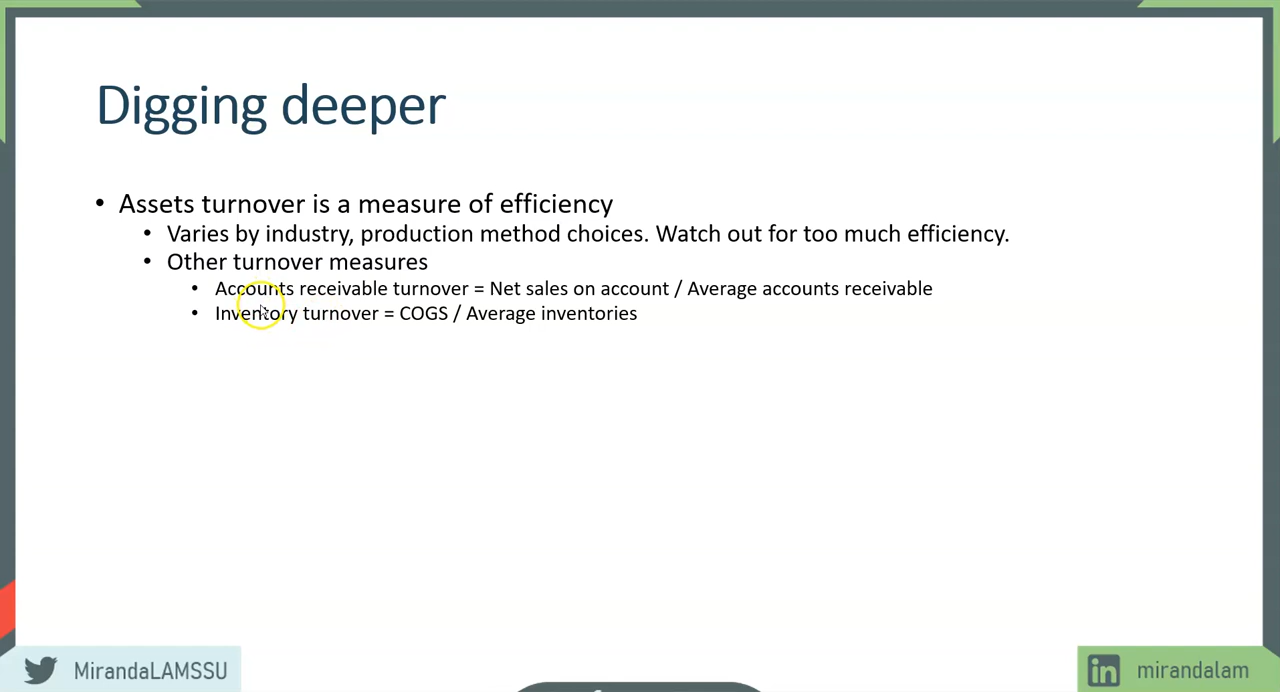 Digging deeper
• Assets turnover is a measure of efficiency
• Varies by industry, production method choices. Watch out for too much efficiency.
• Other turnover measures
• Accounts receivable turnover = Net sales on account / Average accounts receivable
• Inventory turnover = COGS / Average inventories
MirandaLAMSSU
in mirandalam